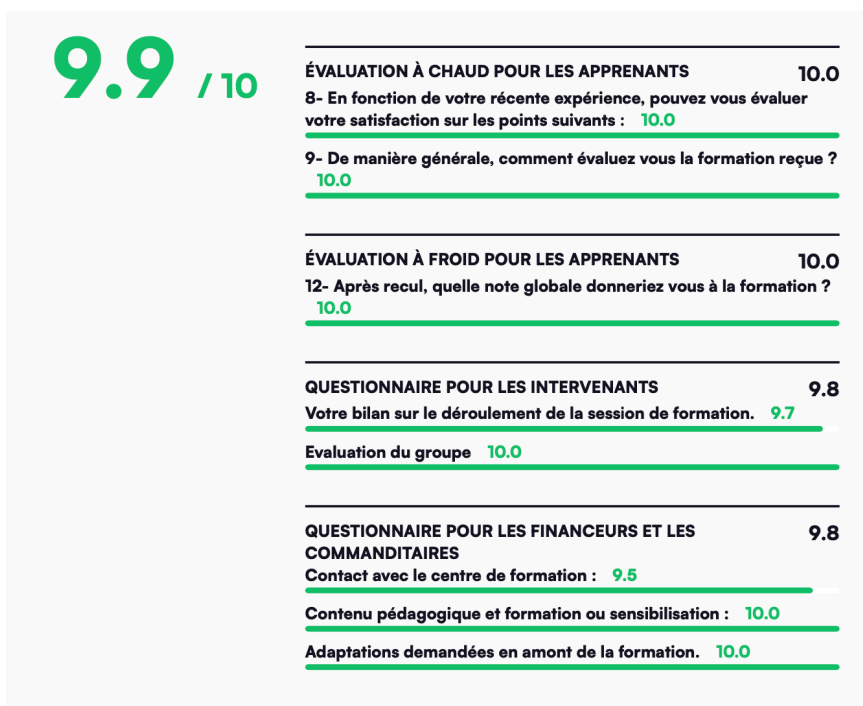 9.9 / 10
ÉVALUATION À CHAUD POUR LES APPRENANTS 10.0
8- En fonction de votre récente expérience, pouvez vous évaluer
votre satisfaction sur les points suivants : 10.0
9- De manière générale, comment évaluez vous la formation reçue ?
10.0
ÉVALUATION À FROID POUR LES APPRENANTS 10.0
12- Après recul, quelle note globale donneriez vous à la formation ?
10.0
QUESTIONNAIRE POUR LES INTERVENANTS 9.8
Votre bilan sur le déroulement de la session de formation. 9.7
Evaluation du groupe 10.0
QUESTIONNAIRE POUR LES FINANCEURS ET LES 9.8
COMMANDITAIRES
Contact avec le centre de formation : 9.5
Contenu pédagogique et formation ou sensibilisation : 10.0
Adaptations demandées en amont de la formation. 10.0